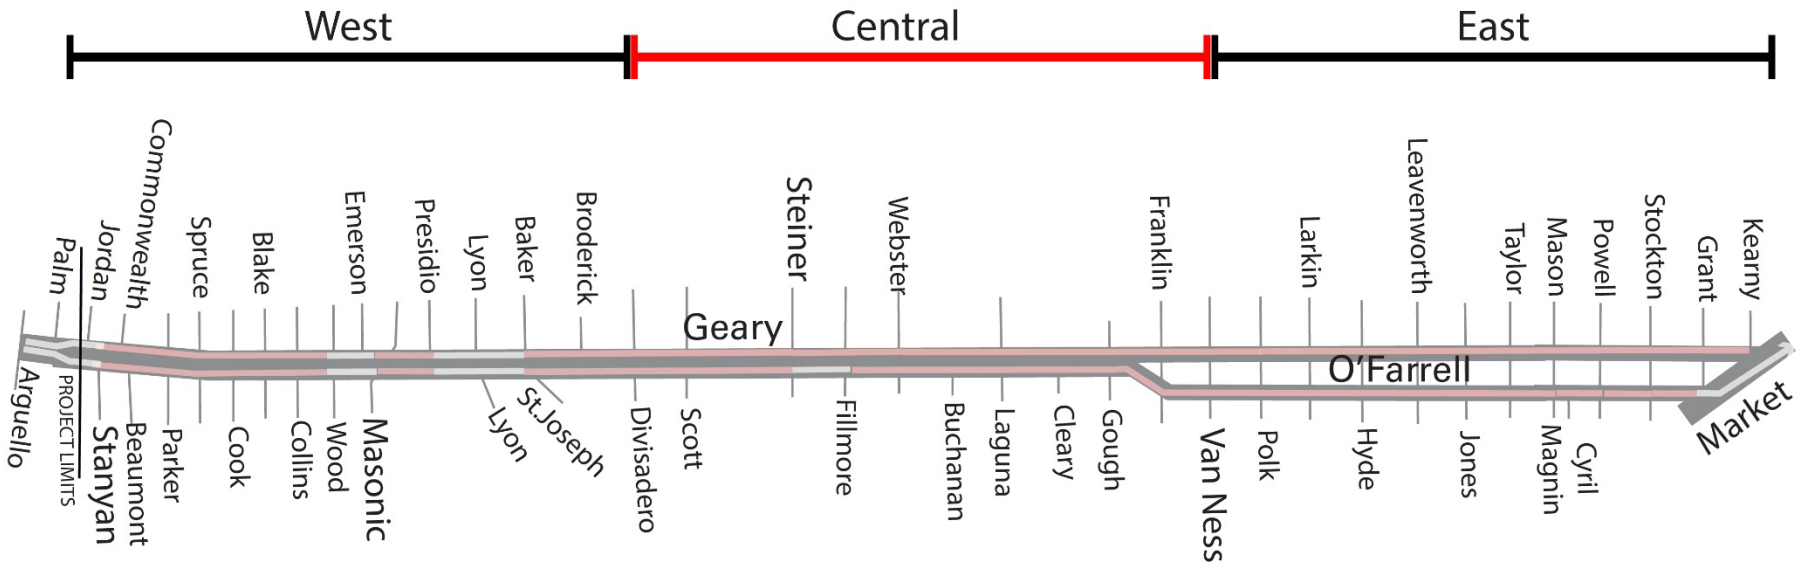 West
Central
East
Palm
Jordan
Commonwealth
Spruce
Blake
Emerson
Presidio
Lyon
Baker
Broderick
Steiner
Webster
Franklin
Larkin
Leavenworth
Taylor
Mason
Powell
Stockton
Grant
Kearny
Geary
O'Farrell
Market
Arguello
PROJECT LIMITS
Stanyan
Beaumont
Parker
Cook
Collins
Wood
Masonic
Lyon
St.Joseph
Divisadero
Scott
Fillmore
Buchanan
Laguna
Cleary
Gough
Van Ness
Polk
Hyde
Jones
Magnin
Cyril